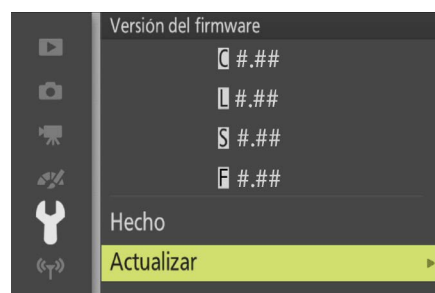 Versión del firmware
C #.##
L #.##
S #.##
F #.##
Hecho
Actualizar